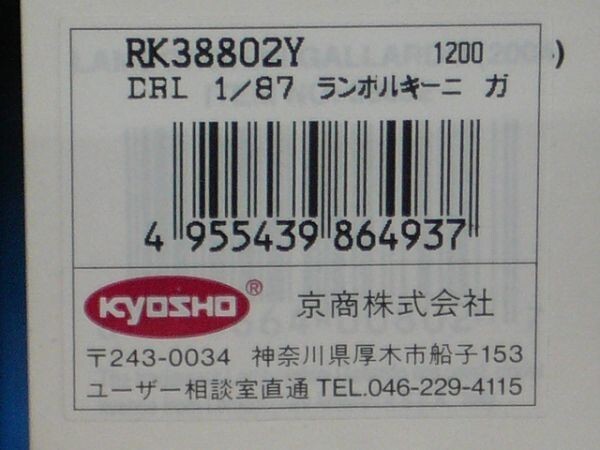 RK38802Y 1200 )
DRL 1/87 ランボルギーニ ガ
4 955439 864937
KYOSHO ® 京商株式会社
〒243-0034 神奈川県厚木市船子153
ユーザー相談室直通 TEL.046-229-4115